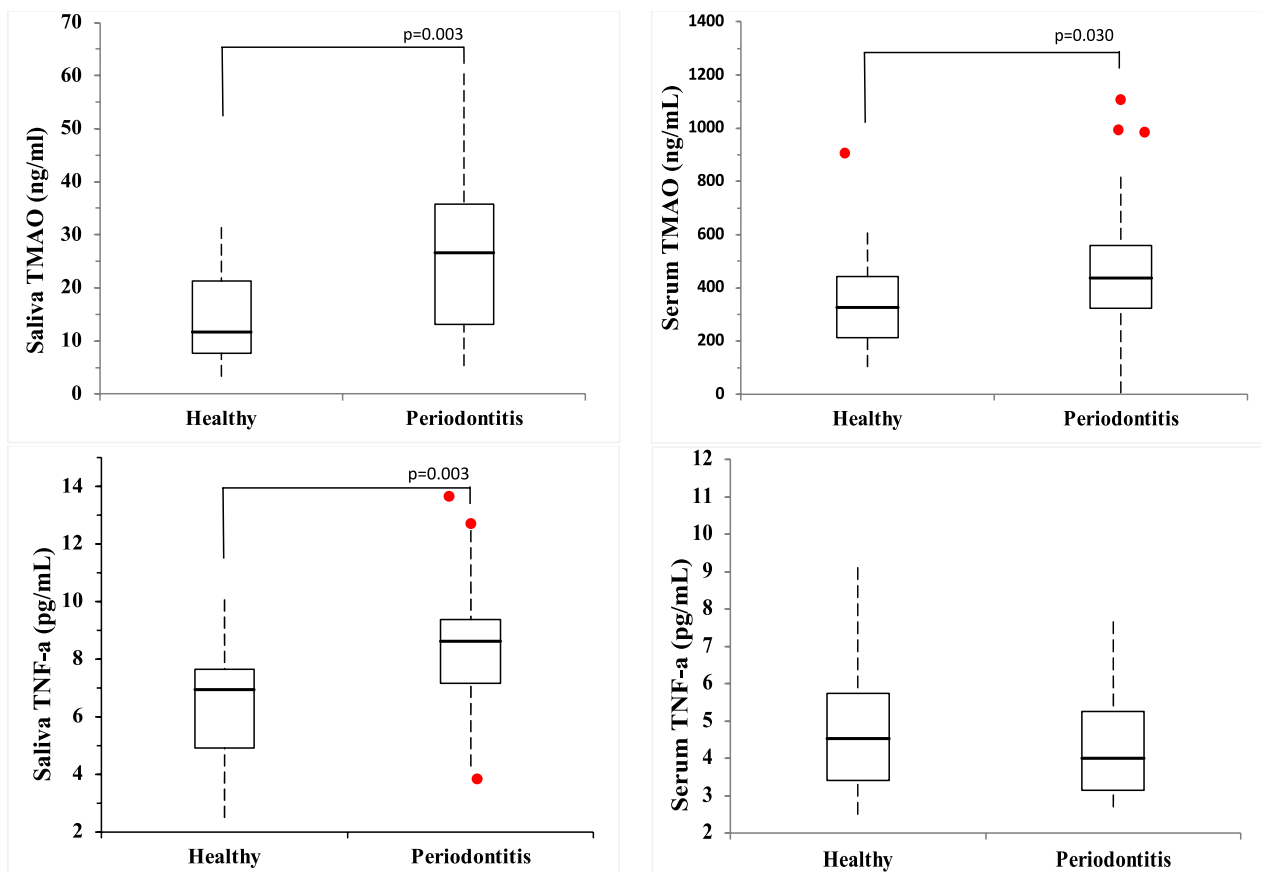 70
60
50
40
30
20
10
0
Saliva TMAO (ng/ml)
p=0.003
Healthy
Periodontitis
1400
1200
1000
800
600
400
200
0
Serum TMAO (ng/mL)
p=0.030
Healthy
Periodontitis
14
12
10
8
6
4
2
Saliva TNF-a (pg/mL)
p=0.003
Healthy
Periodontitis
12
11
10
9
8
7
6
5
4
3
2
Serum TNF-a (pg/mL)
Healthy
Periodontitis